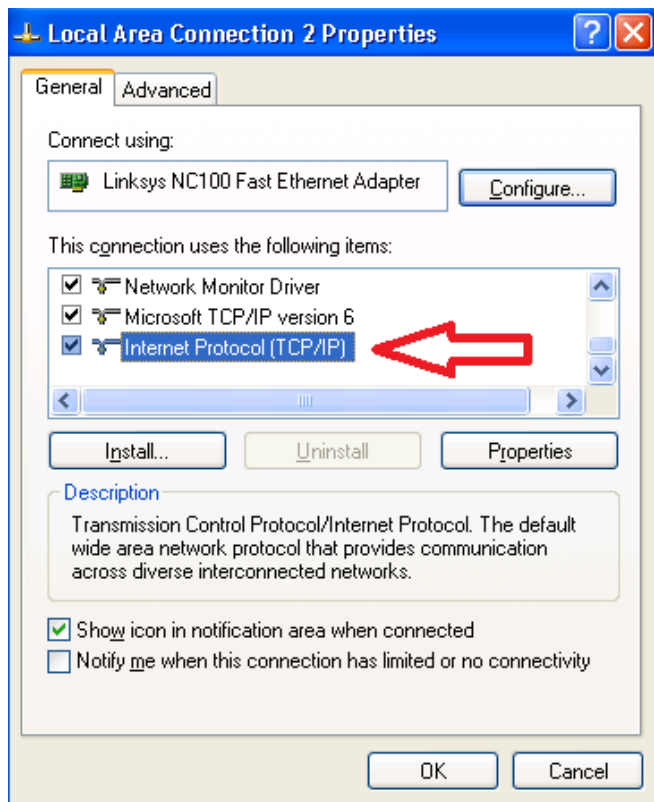 Local Area Connection 2 Properties
General
Advanced
Connect using:
Linksys NC100 Fast Ethernet Adapter
Configure...
This connection uses the following items:
Network Monitor Driver
Microsoft TCP/IP version 6
Internet Protocol (TCP/IP)
Install...
Uninstall
Properties
Description
Transmission Control Protocol/Internet Protocol. The default
wide area network protocol that provides communication
across diverse interconnected networks.
Show icon in notification area when connected
Notify me when this connection has limited or no connectivity
OK
Cancel